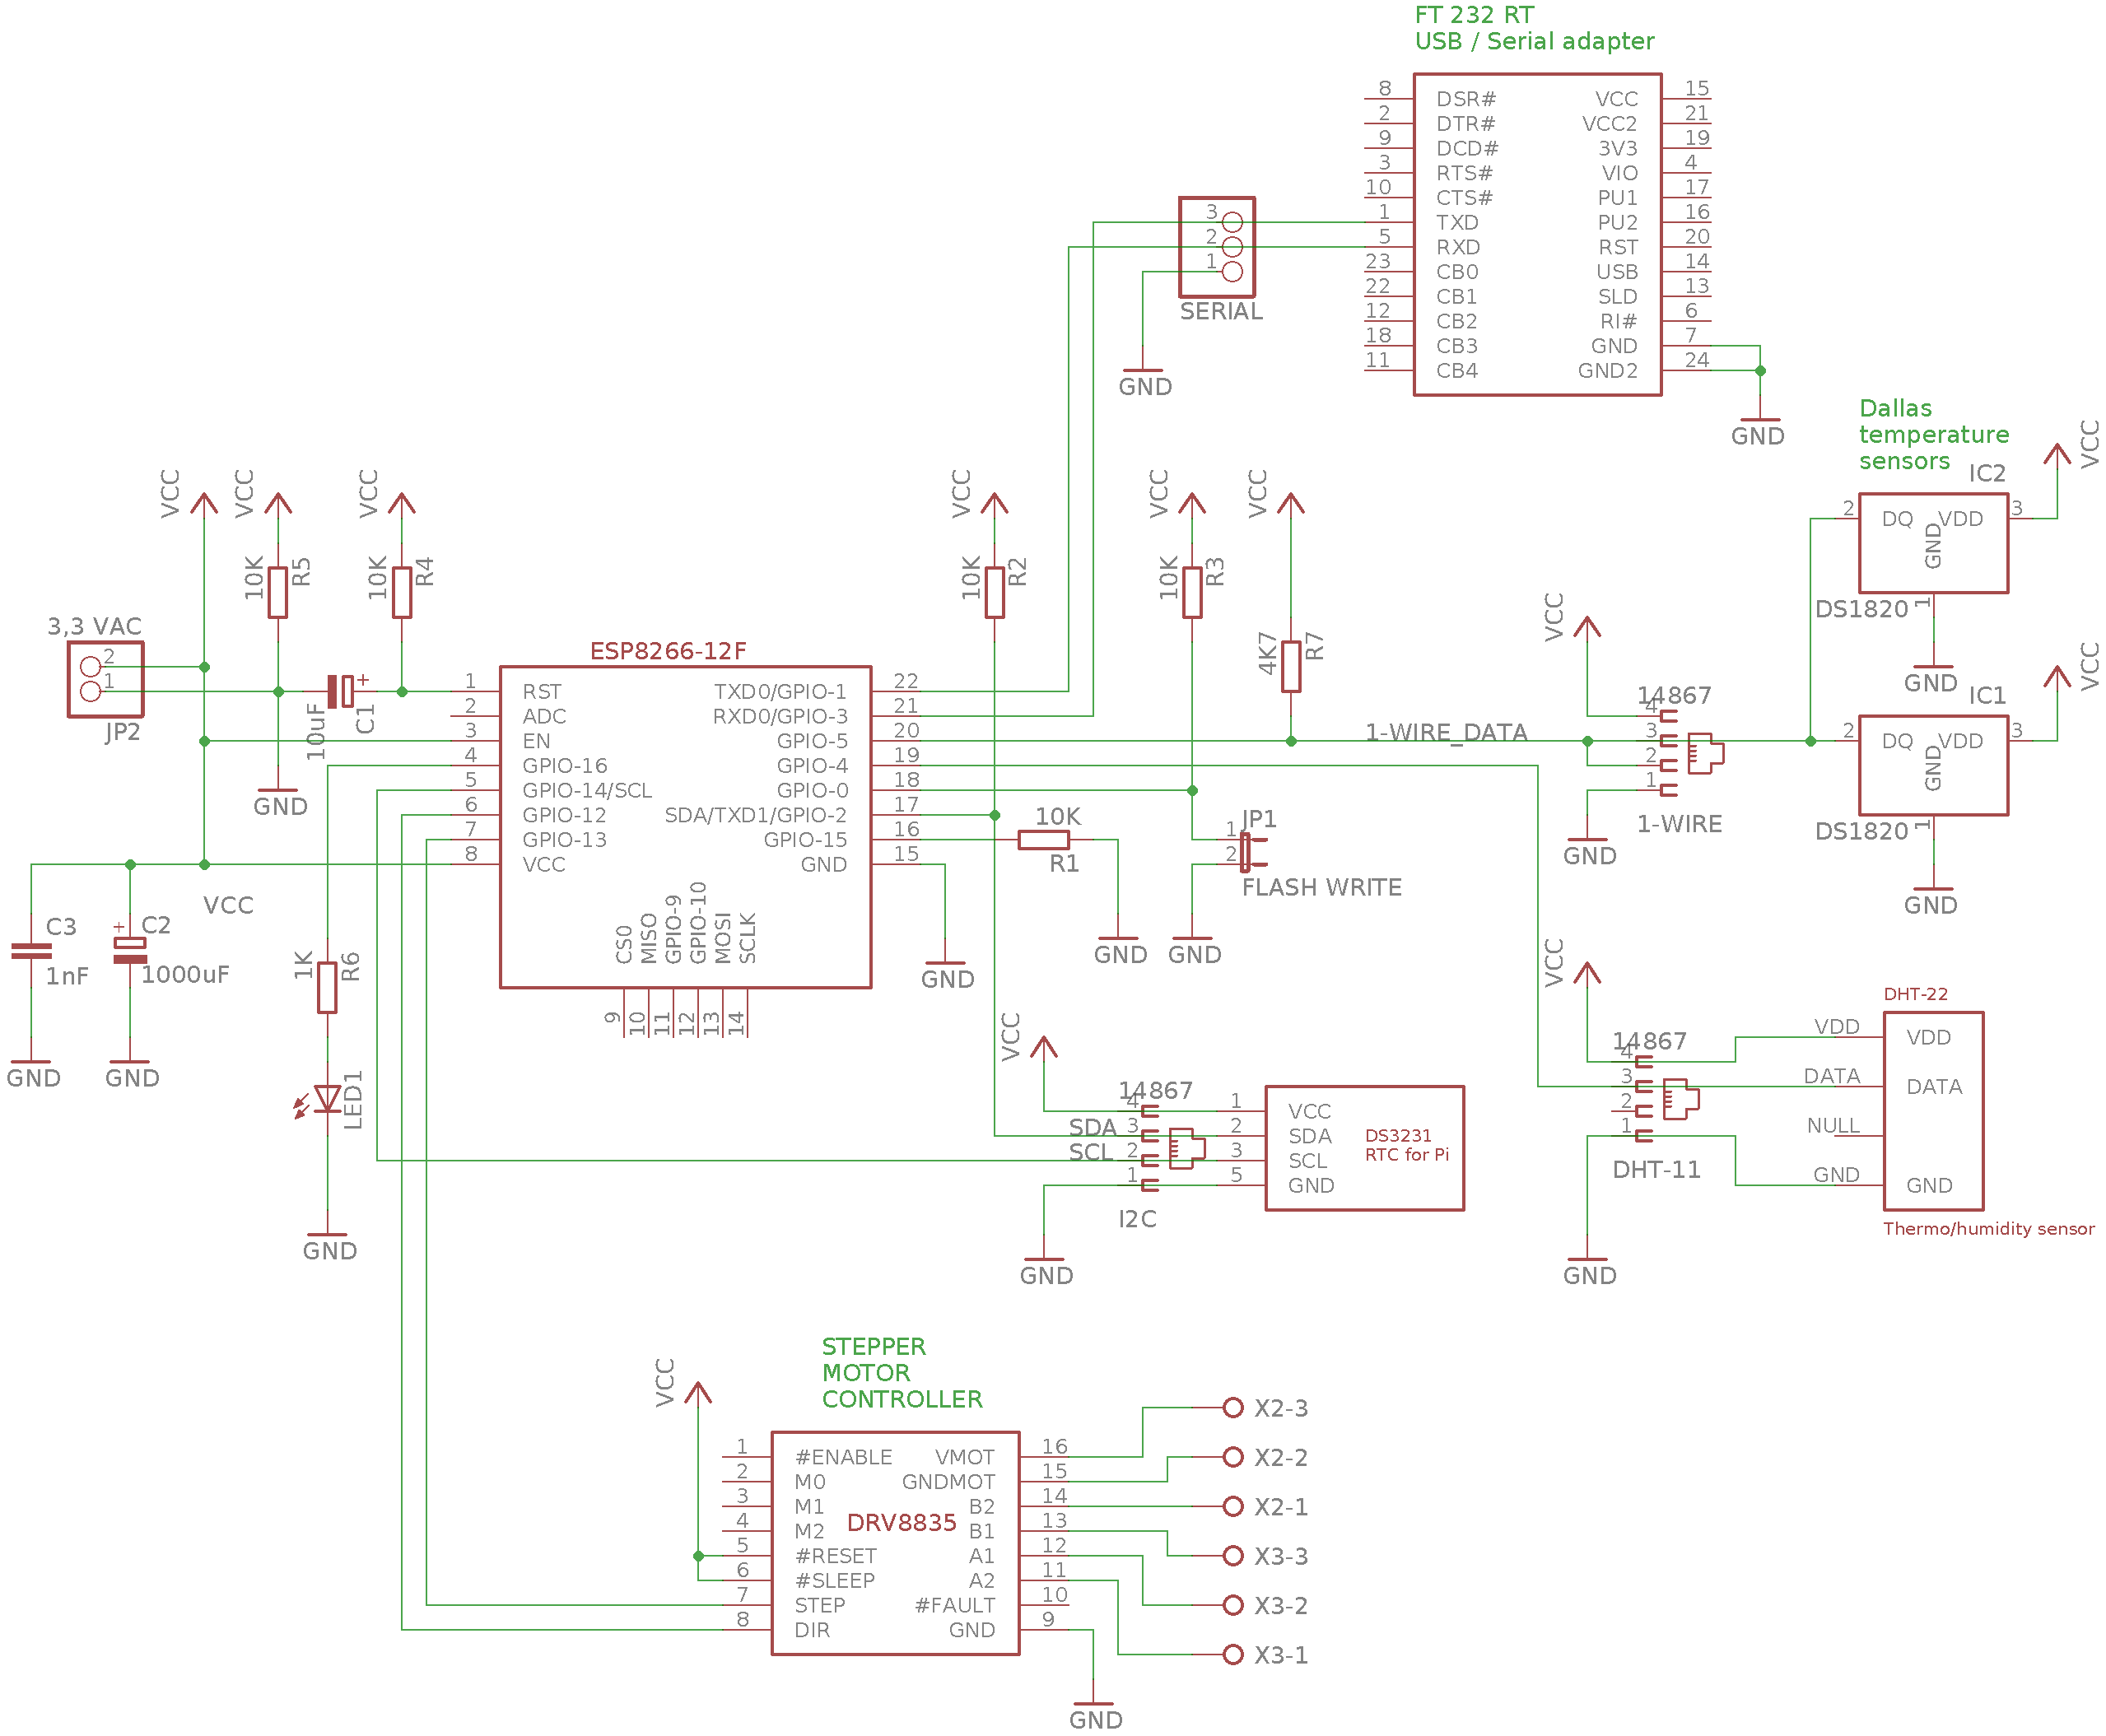 FT 232 RT
USB / Serial adapter
8 DSR# VCC 15
2 DTR# VCC2 21
9 DCD# 3V3 19
3 RTS# VIO 4
10 CTS# PU1 17
1 TXD PU2 16
5 RXD RST 20
23 CB0 USB 14
22 CB1 SLD 13
12 CB2 RI# 6
18 CB3 GND 7
11 CB4 GND2 24
GND
3
2
1
SERIAL
GND
Dallas
temperature
sensors
IC2
VCC
2 DQ GND VDD 3
DS1820
1
GND
IC1
VCC
2 DQ GND VDD 3
DS1820
1
GND
VCC
VCC
VCC
10K
R5
10K
R4
3,3 VAC
2
1
JP2
10uF
+
C1
GND
VCC
10K
R2
VCC
10K
R3
VCC
4K7
R7
ESP8266-12F
1 RST TXD0/GPIO-1 22
2 ADC RXD0/GPIO-3 21
3 EN GPIO-5 20
4 GPIO-16 GPIO-4 19
5 GPIO-14/SCL GPIO-0 18
6 GPIO-12 SDA/TXD1/GPIO-2 17
7 GPIO-13 GPIO-15 16
8 VCC GND 15
CS0 MISO GPIO-9 GPIO-10 MOSI SCLK
9 10 11 12 13 14
1-WIRE_DATA
VCC
14867
4
3
2
1
1-WIRE
GND
10K
R1
GND
JP1
1
2
FLASH WRITE
GND
GND
VCC
C3
1nF
GND
+
C2
1000uF
GND
1K
R6
LED1
GND
VCC
14867
4
SDA 3
SCL 2
1
I2C
GND
1 VCC
2 SDA
3 SCL
5 GND
DS3231
RTC for Pi
VCC
14867
4
3
2
1
DHT-11
GND
DHT-22
VDD VDD
DATA DATA
NULL
GND GND
Thermo/humidity sensor
STEPPER
MOTOR
CONTROLLER
VCC
DRV8835
1 #ENABLE VMOT 16
2 M0 GNDMOT 15
3 M1 B2 14
4 M2 B1 13
5 #RESET A1 12
6 #SLEEP A2 11
7 STEP #FAULT 10
8 DIR GND 9
X2-3
X2-2
X2-1
X3-3
X3-2
X3-1
GND